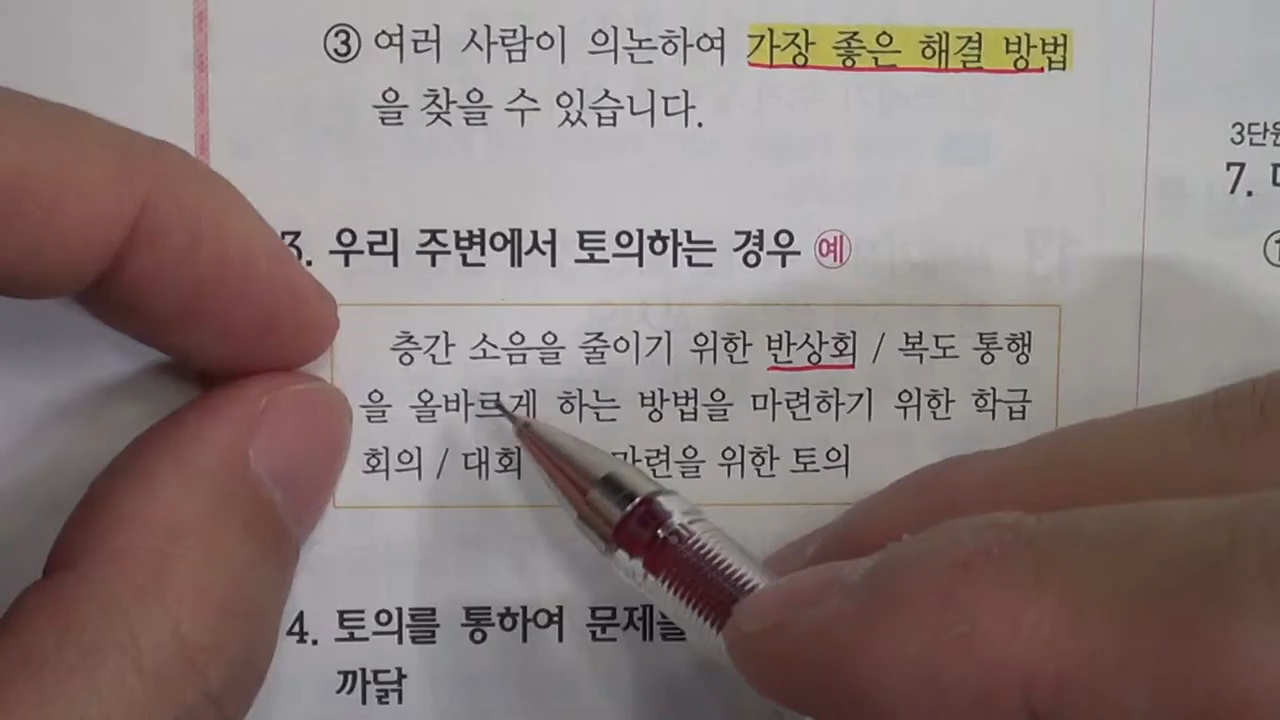 ③ 여러 사람이 의논하여 가장 좋은 해결 방법
을 찾을 수 있습니다.
3. 우리 주변에서 토의하는 경우 예
층간 소음을 줄이기 위한 반상회 / 복도 통행
을 올바르게 하는 방법을 마련하기 위한 학급
회의 / 대회 마련을 위한 토의
4. 토의를 통하여 문제를
까닭
3단원
7.